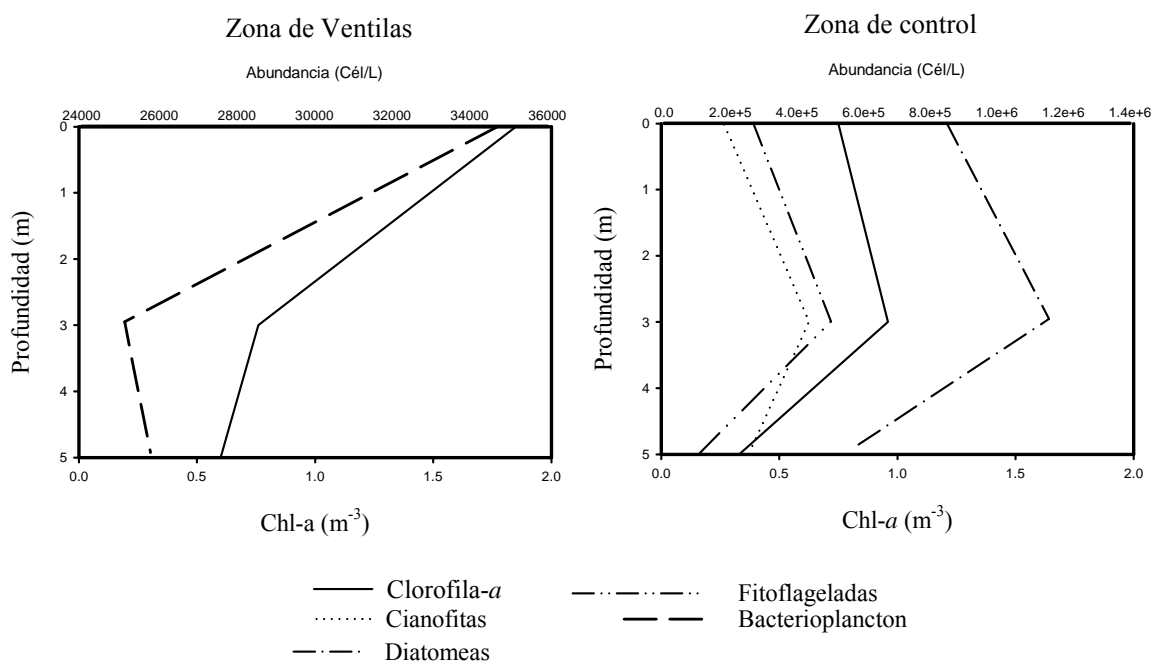 Zona de Ventilas
Abundancia (Cél/L)
24000 26000 28000 30000 32000 34000 36000
0
1
2
3
4
5
Profundidad (m)
0.0 0.5 1.0 1.5 2.0
Chl-a (m-3)
Zona de control
Abundancia (Cél/L)
0.0 2.0e+5 4.0e+5 6.0e+5 8.0e+5 1.0e+6 1.2e+6 1.4e+6
0
1
2
3
4
5
Profundidad (m)
0.0 0.5 1.0 1.5 2.0
Chl-a (m-3)
Clorofila-a
Cianofitas
Diatomeas
Fitoflageladas
Bacterioplancton